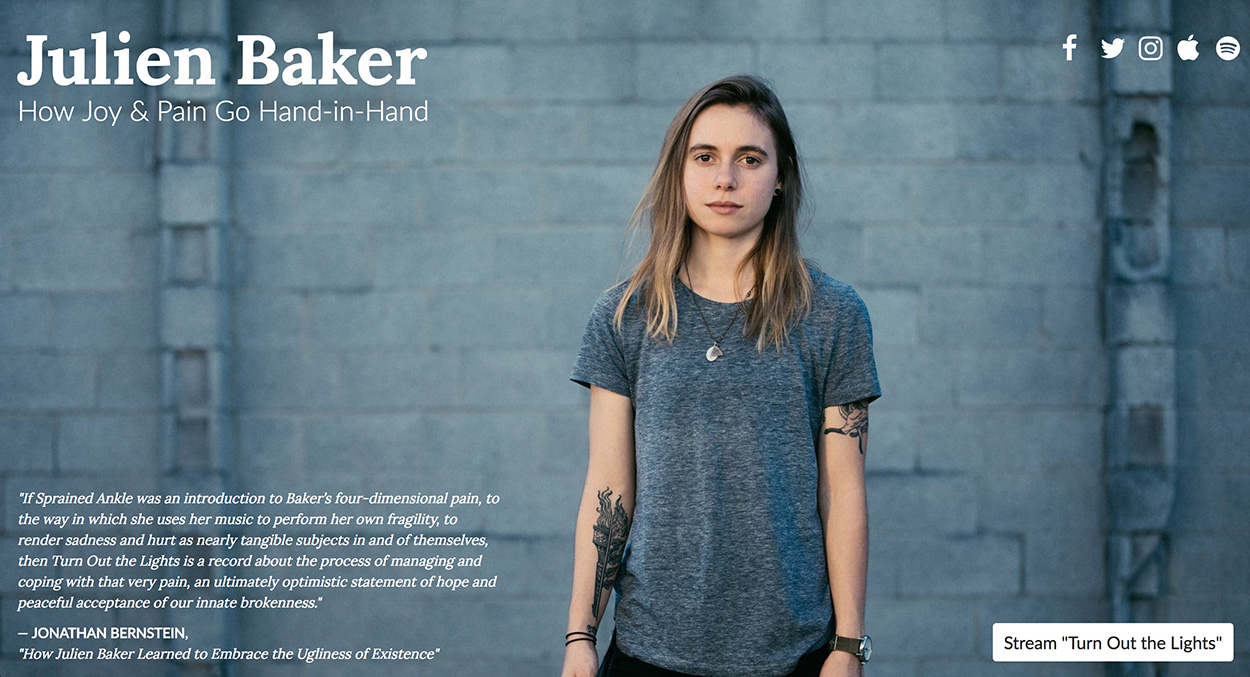 Julien Baker
How Joy & Pain Go Hand-in-Hand
"If Sprained Ankle was an introduction to Baker's four-dimensional pain, to
the way in which she uses her music to perform her own fragility, to
render sadness and hurt as nearly tangible subjects in and of themselves,
then Turn Out the Lights is a record about the process of managing and
coping with that very pain, an ultimately optimistic statement of hope and
peaceful acceptance of our innate brokenness."
— JONATHAN BERNSTEIN,
"How Julien Baker Learned to Embrace the Ugliness of Existence"
Stream "Turn Out the Lights"